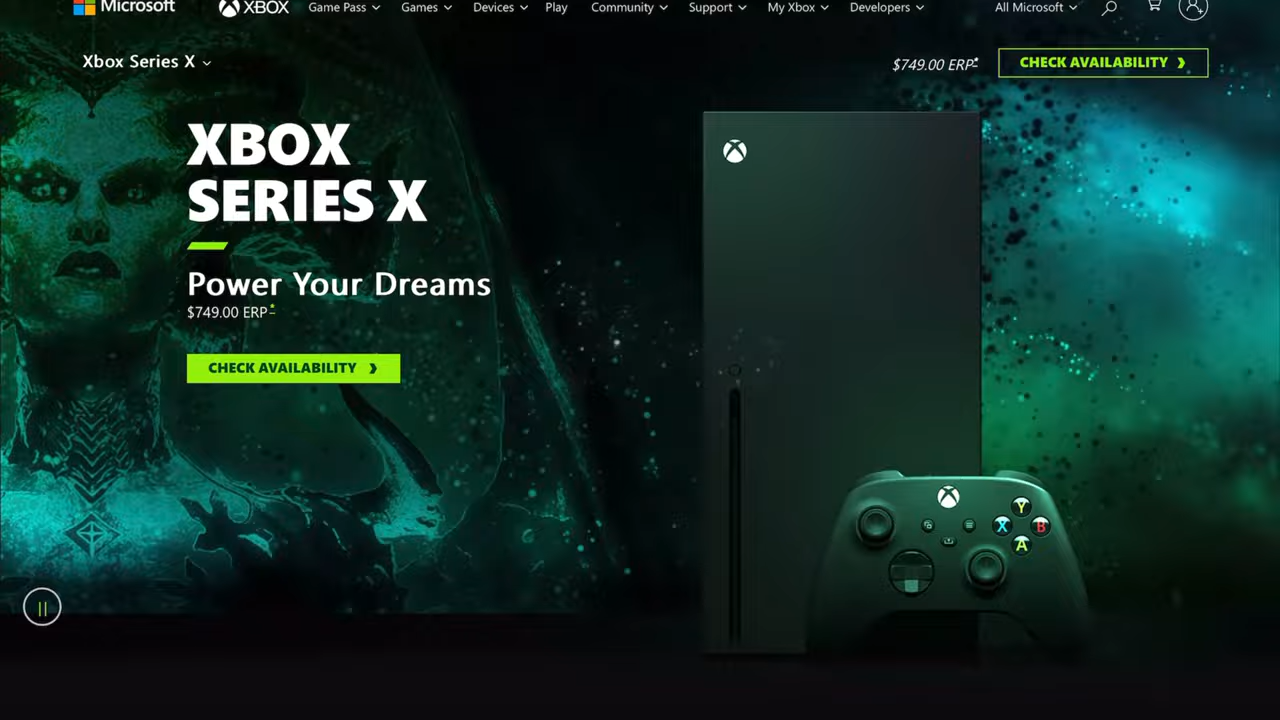 Microsoft
XBOX
Game Pass
Games
Devices
Play
Community
Support
My Xbox
Developers
All Microsoft
Xbox Series X
$749.00 ERP*
CHECK AVAILABILITY
XBOX
SERIES X
Power Your Dreams
$749.00 ERP*
CHECK AVAILABILITY
Y
X
B
A